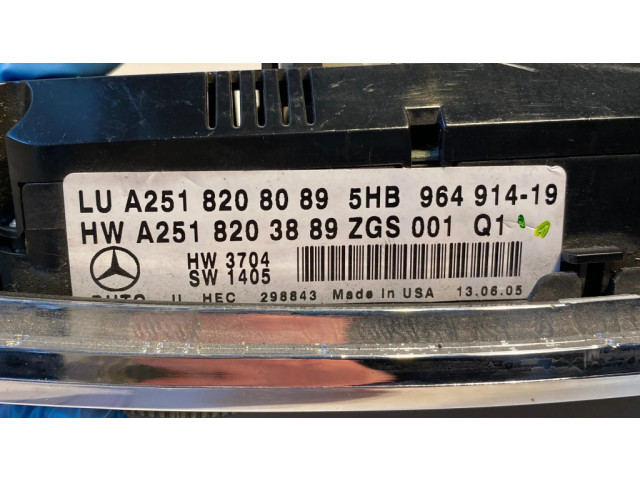 LU A251 820 80 89 5HB 964 914-19
HW A251 820 38 89 ZGS 001 Q1
HW 3704
SW 1405
HEC 298843 Made in USA 13.06.05